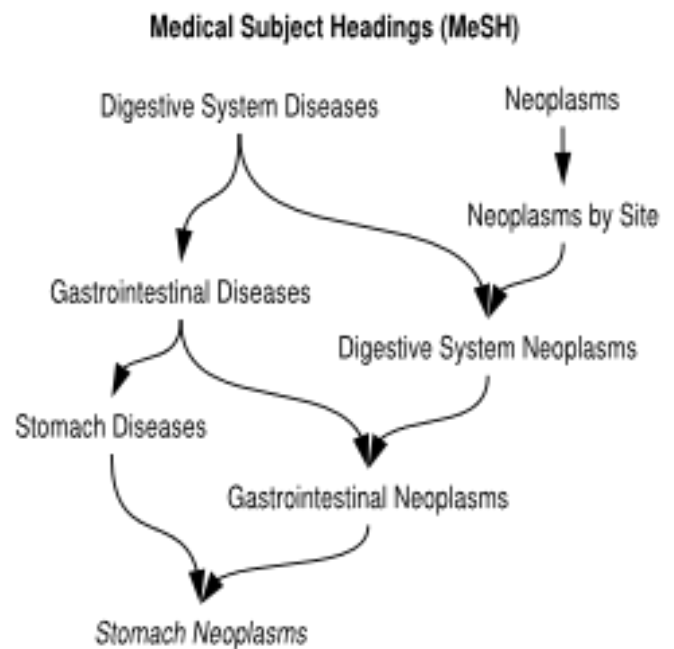 Medical Subject Headings (MeSH)
Digestive System Diseases
Neoplasms
Neoplasms by Site
Gastrointestinal Diseases
Digestive System Neoplasms
Stomach Diseases
Gastrointestinal Neoplasms
Stomach Neoplasms